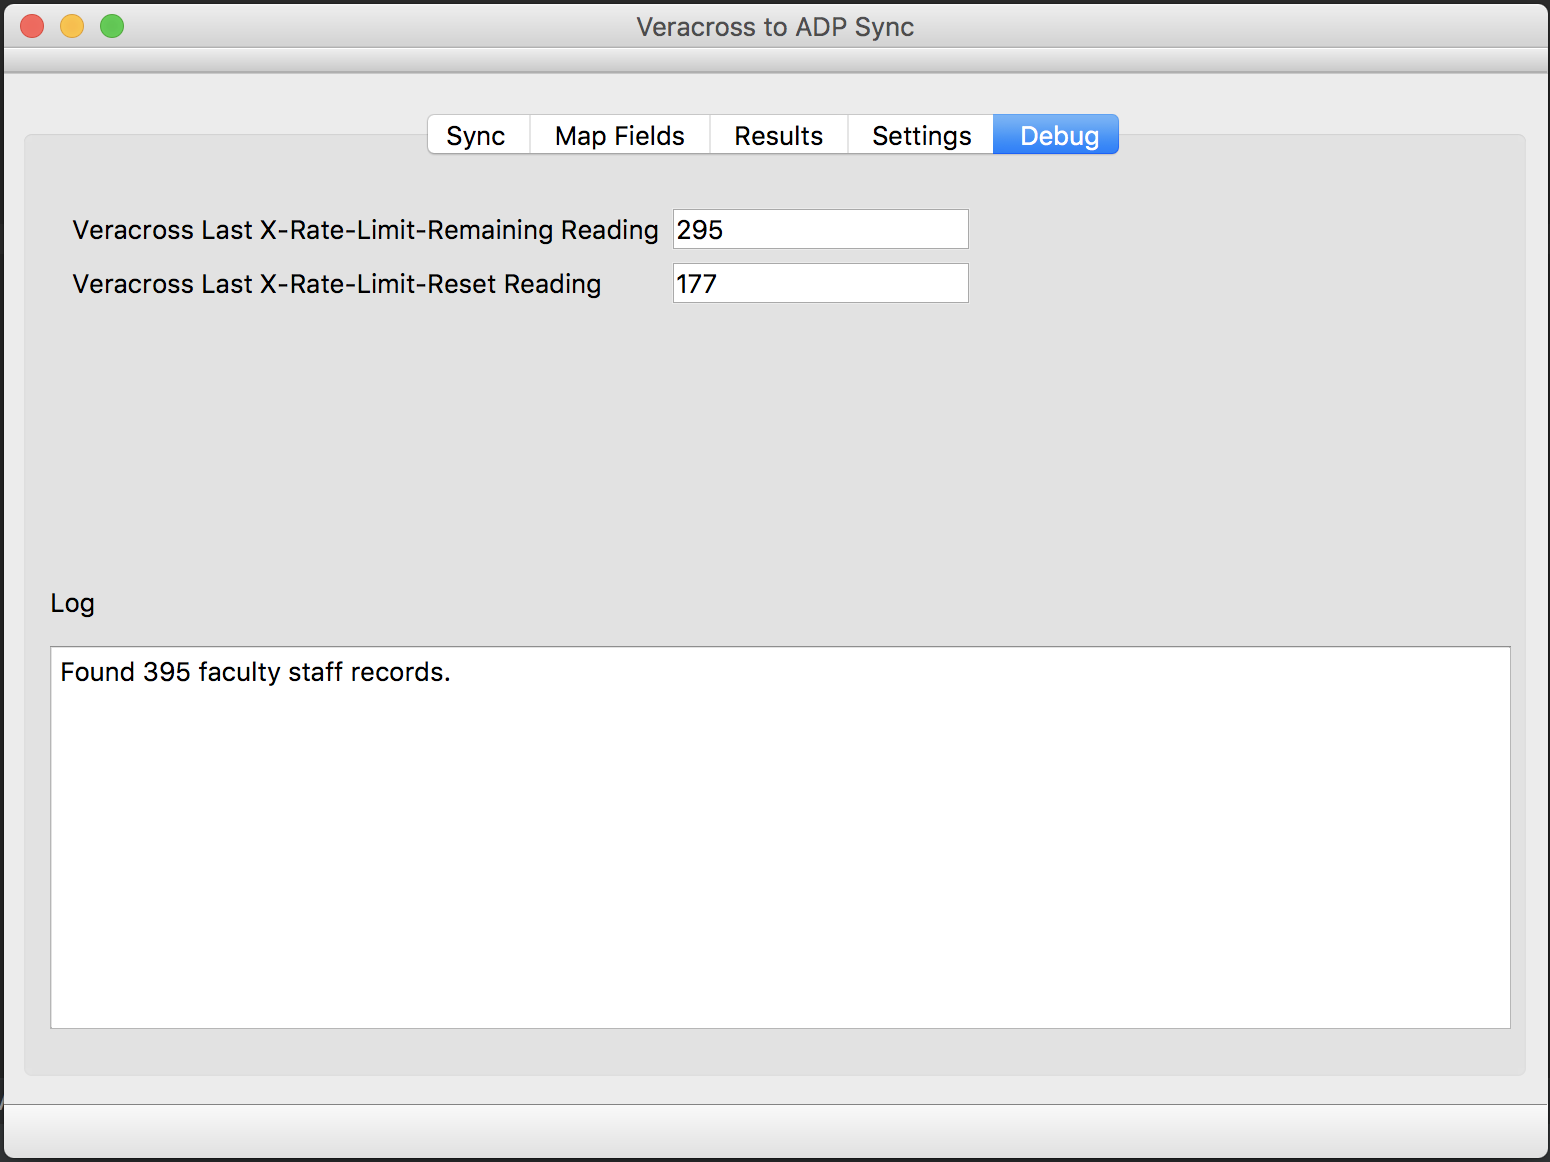 Veracross to ADP Sync
Sync Map Fields Results Settings Debug
Veracross Last X-Rate-Limit-Remaining Reading 295
Veracross Last X-Rate-Limit-Reset Reading 177
Log
Found 395 faculty staff records.